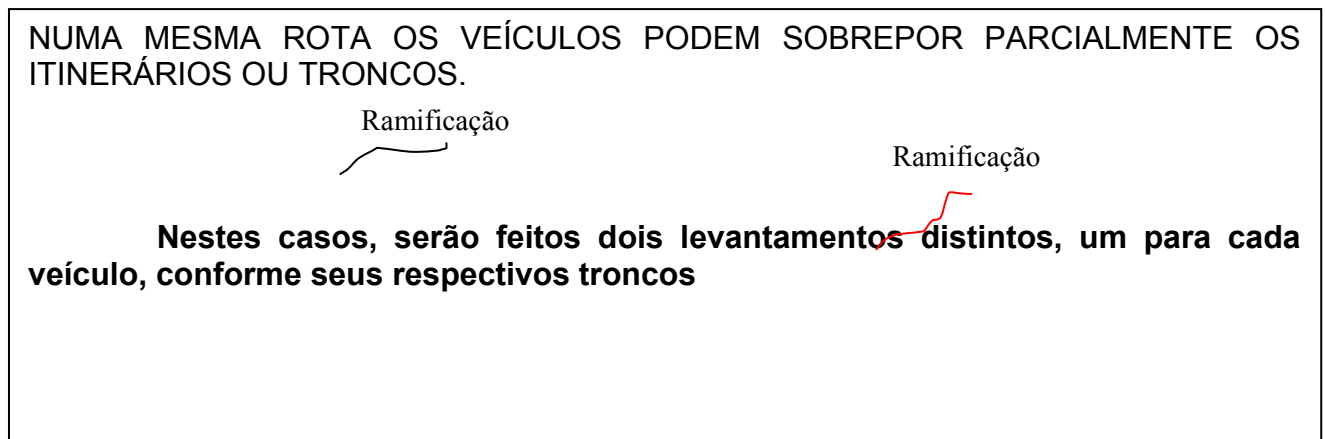 NUMA MESMA ROTA OS VEÍCULOS PODEM SOBREPOR PARCIALMENTE OS
ITINERÁRIOS OU TRONCOS.
Ramificação
Ramificação
Nestes casos, serão feitos dois levantamentos distintos, um para cada
veículo, conforme seus respectivos troncos